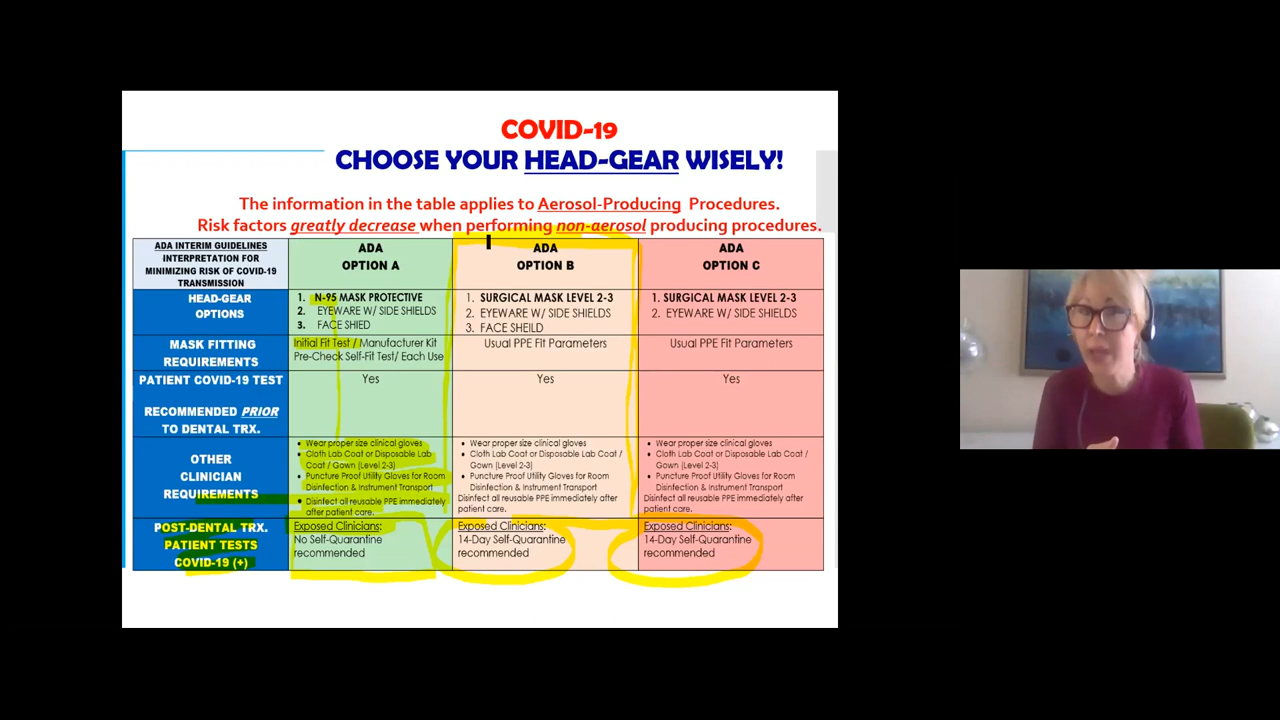 COVID-19
CHOOSE YOUR HEAD-GEAR WISELY!
The information in the table applies to Aerosol-Producing Procedures.
Risk factors greatly decrease when performing non-aerosol producing procedures.
ADA INTERIM GUIDELINES
INTERPRETATION FOR
MINIMIZING RISK OF COVID-19
TRANSMISSION
ADA
OPTION A
ADA
OPTION B
ADA
OPTION C
HEAD-GEAR
OPTIONS
1. N-95 MASK PROTECTIVE
2. EYEWARE W/ SIDE SHIELDS
3. FACE SHIED
1. SURGICAL MASK LEVEL 2-3
2. EYEWARE W/ SIDE SHIELDS
3. FACE SHEILD
1. SURGICAL MASK LEVEL 2-3
2. EYEWARE W/ SIDE SHIELDS
MASK FITTING
REQUIREMENTS
Initial Fit Test / Manufacturer Kit
Pre-Check Self-Fit Test/ Each Use
Usual PPE Fit Parameters
Usual PPE Fit Parameters
PATIENT COVID-19 TEST
RECOMMENDED PRIOR
TO DENTAL TRX.
Yes
Yes
Yes
OTHER
CLINICIAN
REQUIREMENTS
• Wear proper size clinical gloves
• Cloth Lab Coat or Disposable Lab
Coat / Gown (Level 2-3)
• Puncture Proof Utility Gloves for Room
Disinfection & Instrument Transport
• Disinfect all reusable PPE immediately
after patient care.
• Wear proper size clinical gloves
• Cloth Lab Coat or Disposable Lab Coat /
Gown (Level 2-3)
• Puncture Proof Utility Gloves for Room
Disinfection & Instrument Transport
Disinfect all reusable PPE immediately after
patient care.
• Wear proper size clinical gloves
• Cloth Lab Coat or Disposable Lab Coat /
Gown (Level 2-3)
• Puncture Proof Utility Gloves for Room
Disinfection & Instrument Transport
Disinfect all reusable PPE immediately after
patient care.
POST-DENTAL TRX.
PATIENT TESTS
COVID-19 (+)
Exposed Clinicians:
No Self-Quarantine
recommended
Exposed Clinicians:
14-Day Self-Quarantine
recommended
Exposed Clinicians:
14-Day Self-Quarantine
recommended